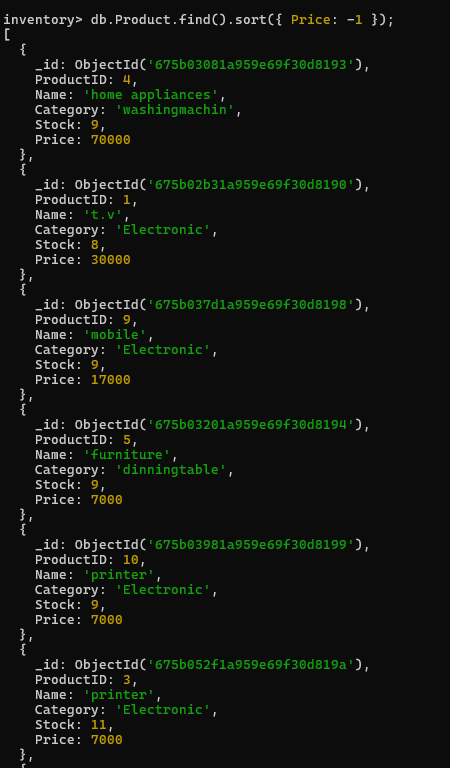 inventory> db.Product.find().sort({ Price: -1 });
[
  {
    _id: ObjectId('675b03081a959e69f30d8193'),
    ProductID: 4,
    Name: 'home appliances',
    Category: 'washingmachin',
    Stock: 9,
    Price: 70000
  },
  {
    _id: ObjectId('675b02b31a959e69f30d8190'),
    ProductID: 1,
    Name: 't.v',
    Category: 'Electronic',
    Stock: 8,
    Price: 30000
  },
  {
    _id: ObjectId('675b037d1a959e69f30d8198'),
    ProductID: 9,
    Name: 'mobile',
    Category: 'Electronic',
    Stock: 9,
    Price: 17000
  },
  {
    _id: ObjectId('675b03201a959e69f30d8194'),
    ProductID: 5,
    Name: 'furniture',
    Category: 'dinningtable',
    Stock: 9,
    Price: 7000
  },
  {
    _id: ObjectId('675b03981a959e69f30d8199'),
    ProductID: 10,
    Name: 'printer',
    Category: 'Electronic',
    Stock: 9,
    Price: 7000
  },
  {
    _id: ObjectId('675b052f1a959e69f30d819a'),
    ProductID: 3,
    Name: 'printer',
    Category: 'Electronic',
    Stock: 11,
    Price: 7000
  },
  {